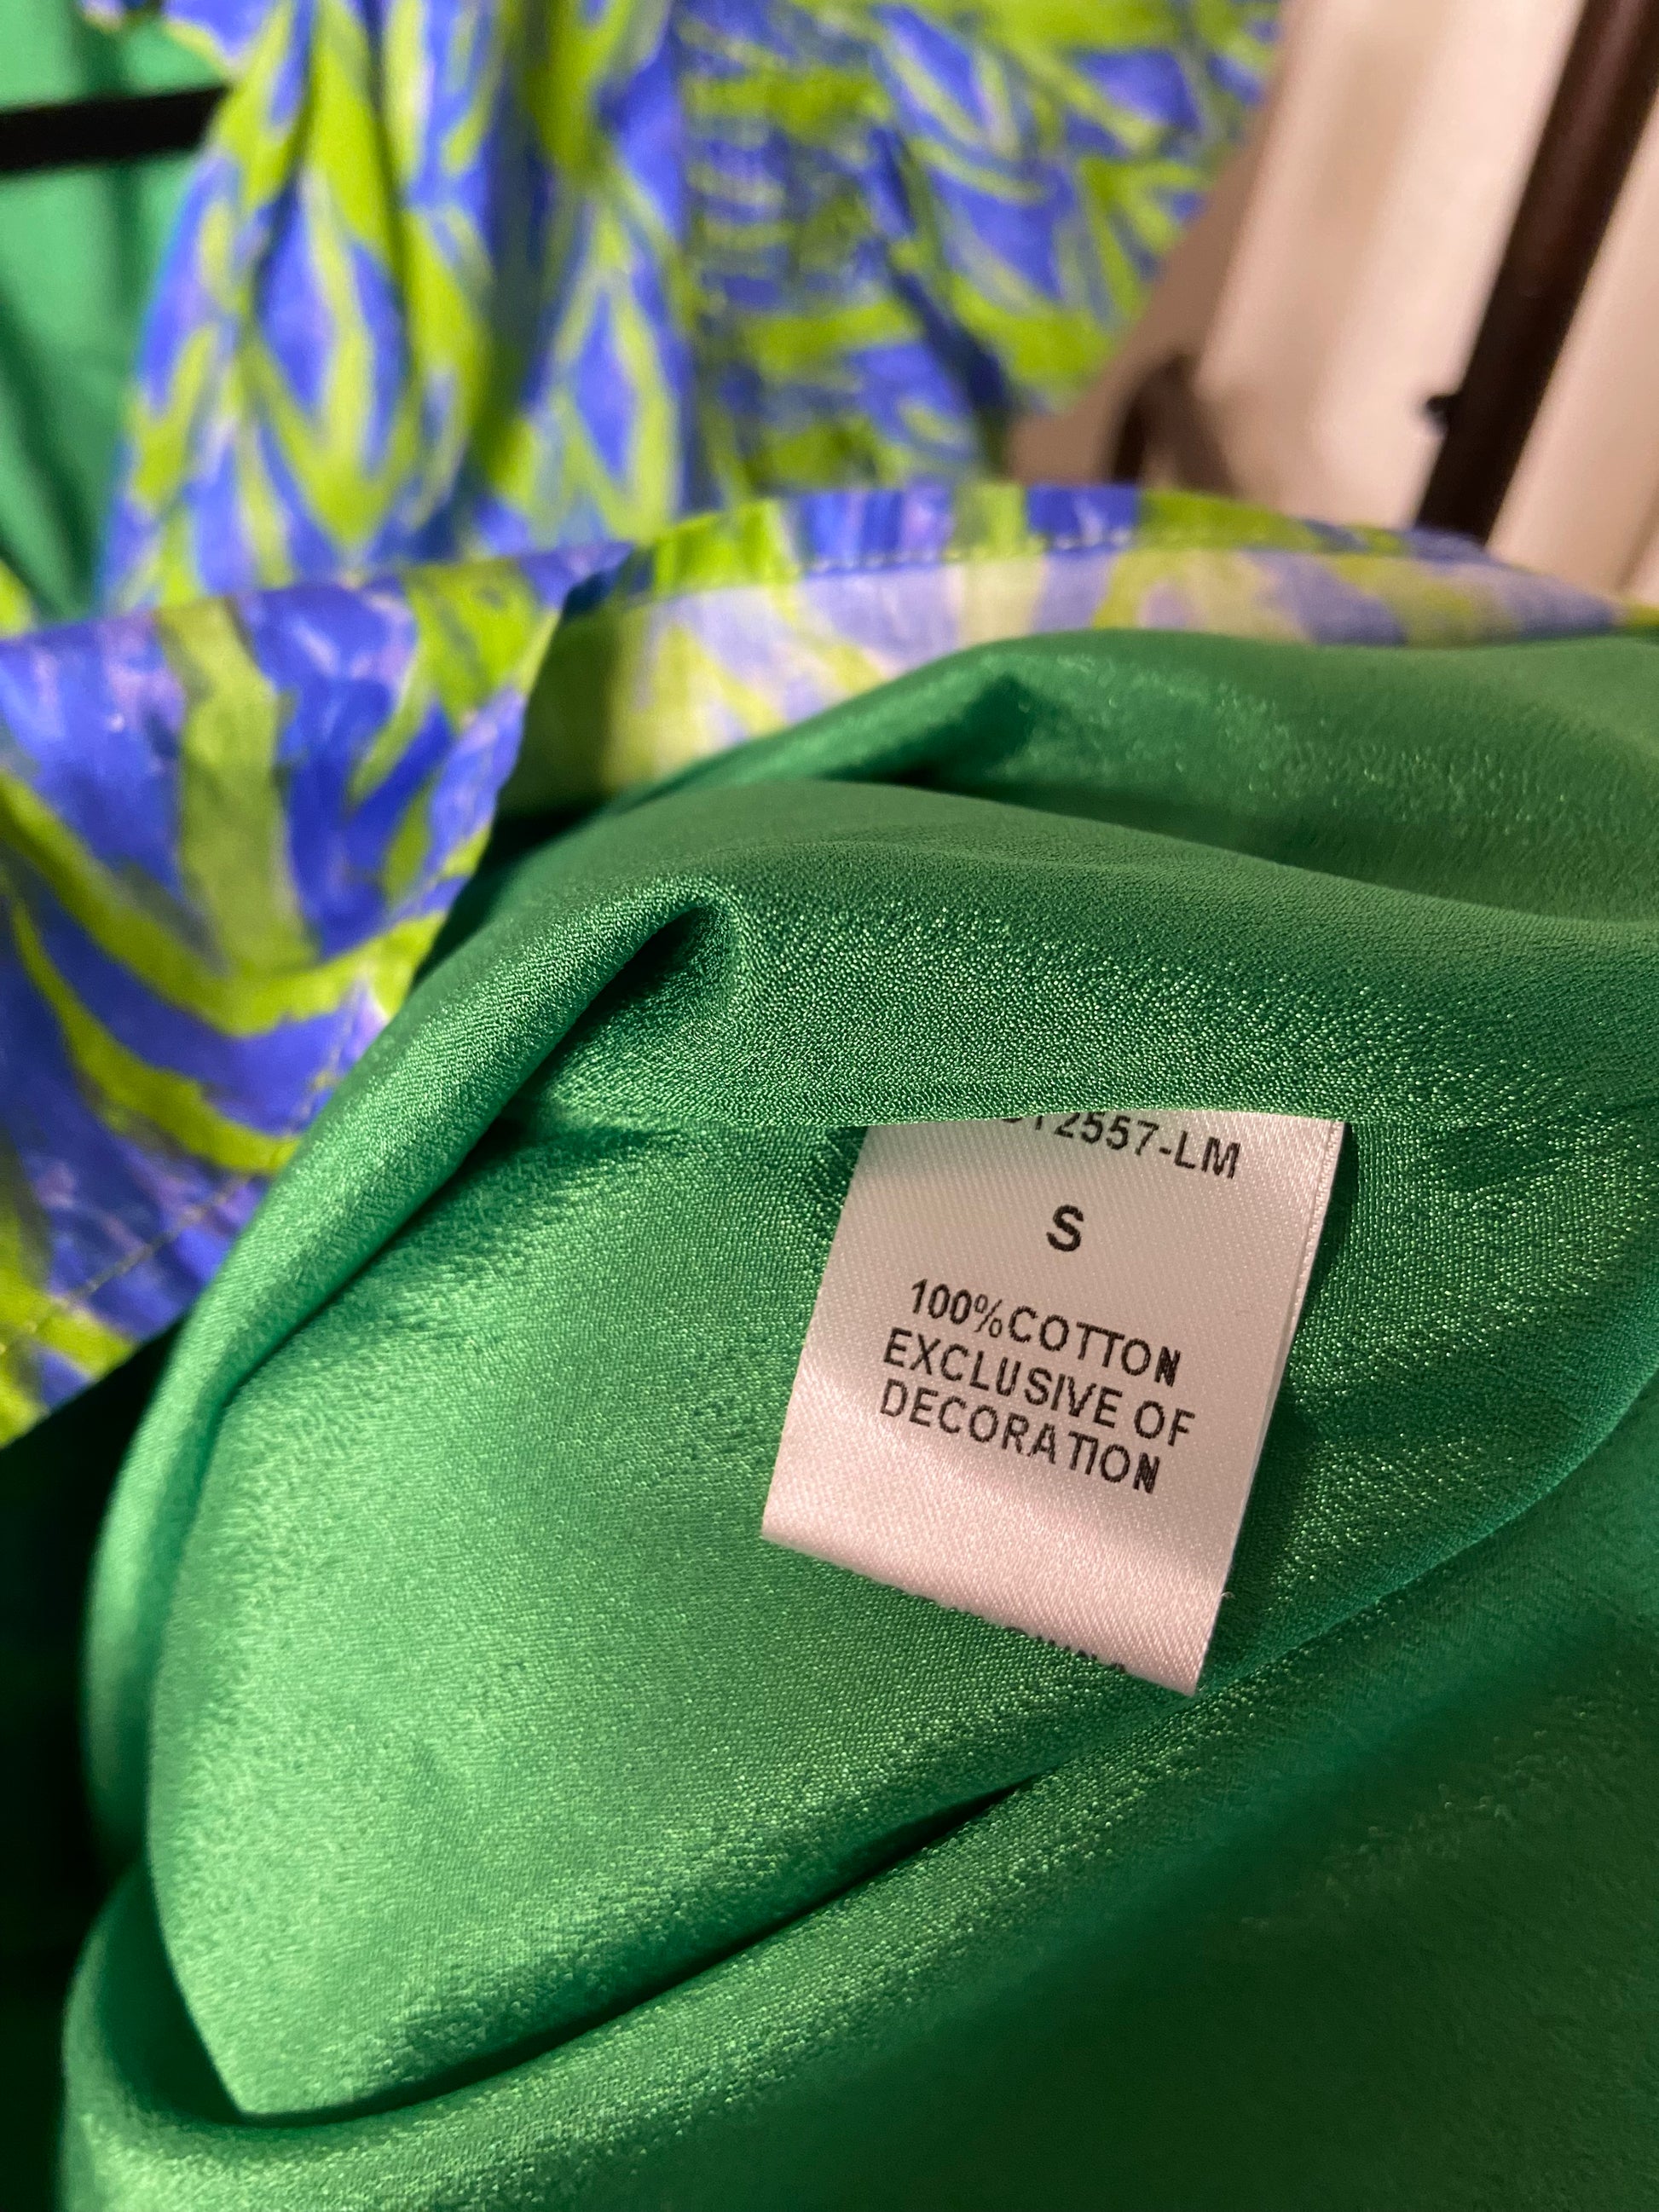 2557-LM
S
100%COTTON
EXCLUSIVE OF
DECORATION